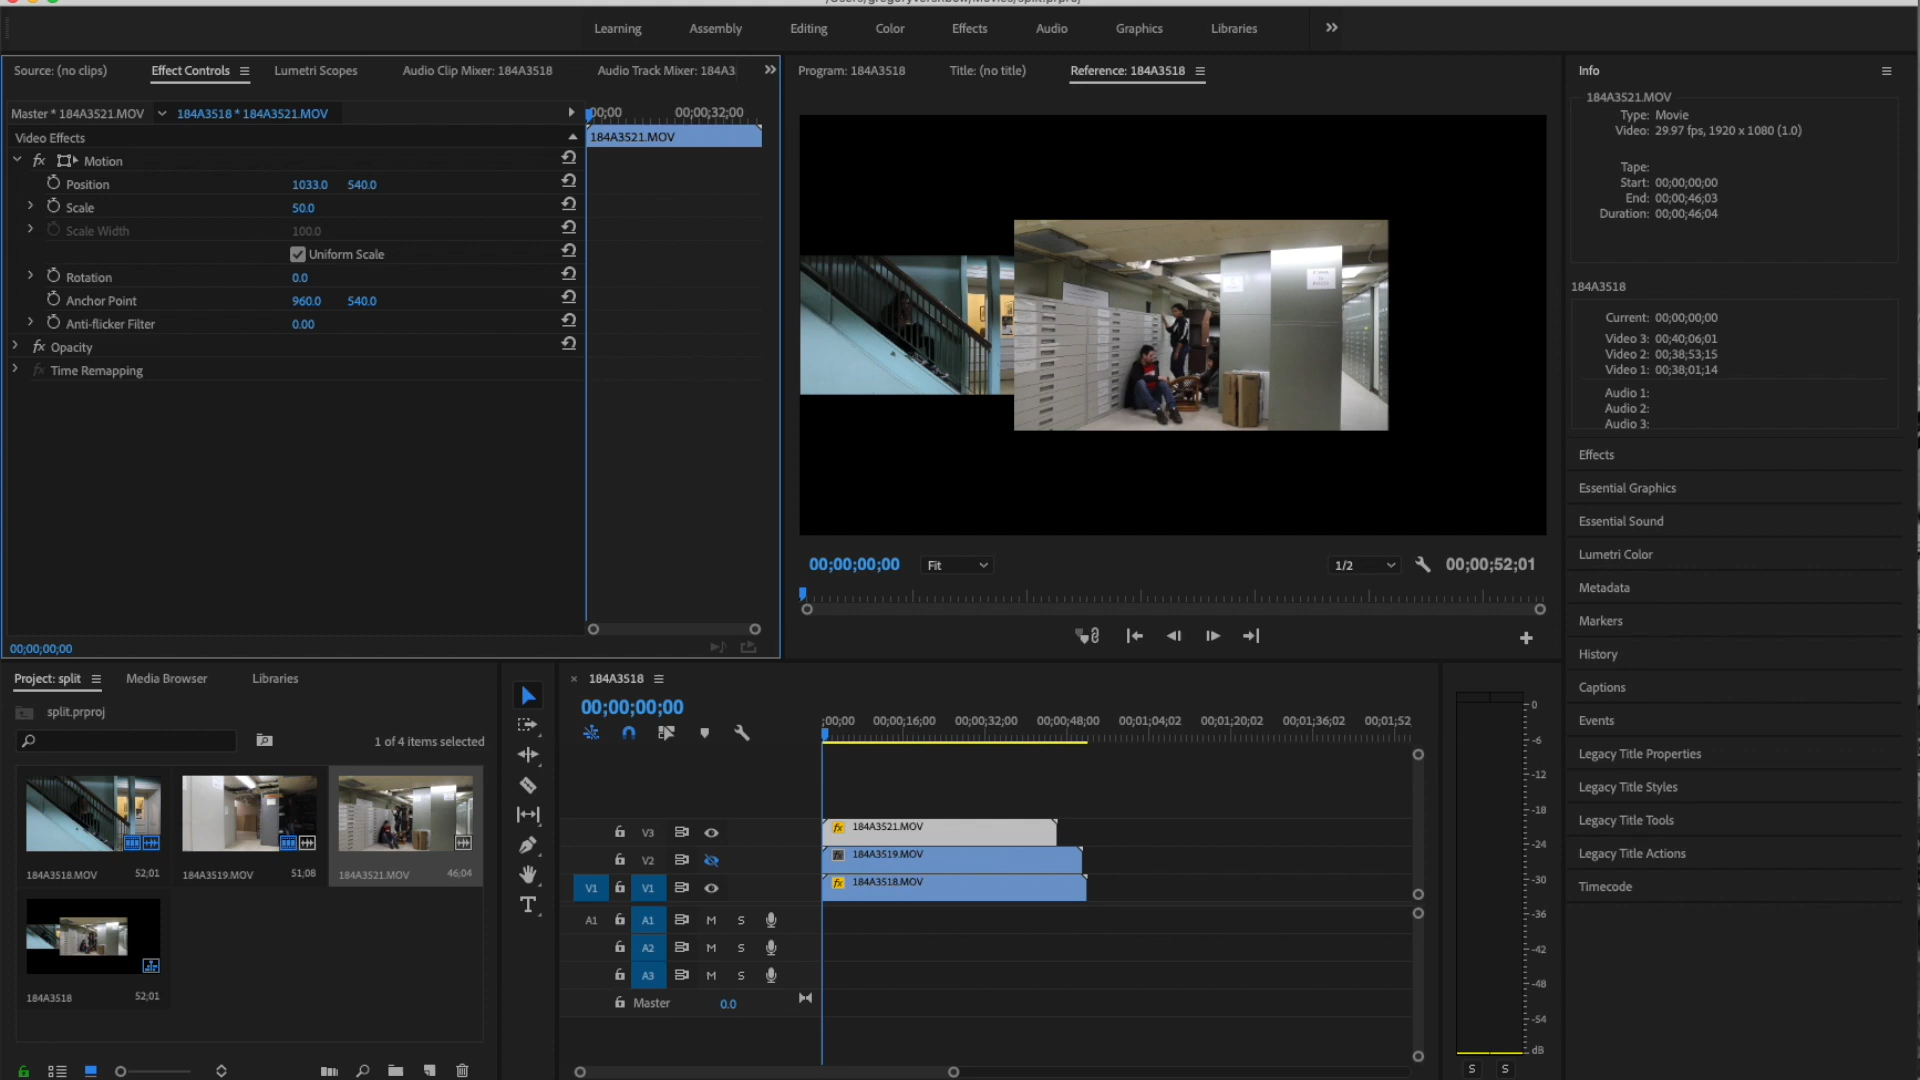 /Users/gregoryvershbow/Movies/split.prproj
Learning Assembly Editing Color Effects Audio Graphics Libraries
Source: (no clips) Effect Controls Lumetri Scopes Audio Clip Mixer: 184A3518 Audio Track Mixer: 184A3
Program: 184A3518 Title: (no title) Reference: 184A3518
Info
Master * 184A3521.MOV 184A3518 * 184A3521.MOV
00;00 00;00;32;00
Video Effects
184A3521.MOV
fx Motion
Position 1033.0 540.0
Scale 50.0
Scale Width 100.0
Uniform Scale
Rotation 0.0
Anchor Point 960.0 540.0
Anti-flicker Filter 0.00
fx Opacity
fx Time Remapping
00;00;00;00
00;00;00;00 Fit 1/2 00;00;52;01
184A3521.MOV
Type: Movie
Video: 29.97 fps, 1920 x 1080 (1.0)
Tape:
Start: 00;00;00;00
End: 00;00;46;03
Duration: 00;00;46;04
184A3518
Current: 00;00;00;00
Video 3: 00;40;06;01
Video 2: 00;38;53;15
Video 1: 00;38;01;14
Audio 1:
Audio 2:
Audio 3:
Effects
Essential Graphics
Essential Sound
Lumetri Color
Metadata
Markers
History
Captions
Events
Legacy Title Properties
Legacy Title Styles
Legacy Title Tools
Legacy Title Actions
Timecode
Project: split Media Browser Libraries
split.prproj
1 of 4 items selected
184A3518.MOV 52;01 184A3519.MOV 51;08 184A3521.MOV 46;04
184A3518 52;01
184A3518
00;00;00;00
;00;00 00;00;16;00 00;00;32;00 00;00;48;00 00;01;04;02 00;01;20;02 00;01;36;02 00;01;52
V3 fx 184A3521.MOV
V2 fx 184A3519.MOV
V1 V1 fx 184A3518.MOV
A1 A1 M S
A2 M S
A3 M S
Master 0.0
0
-6
-12
-18
-24
-30
-36
-42
-48
-54
dB
S S